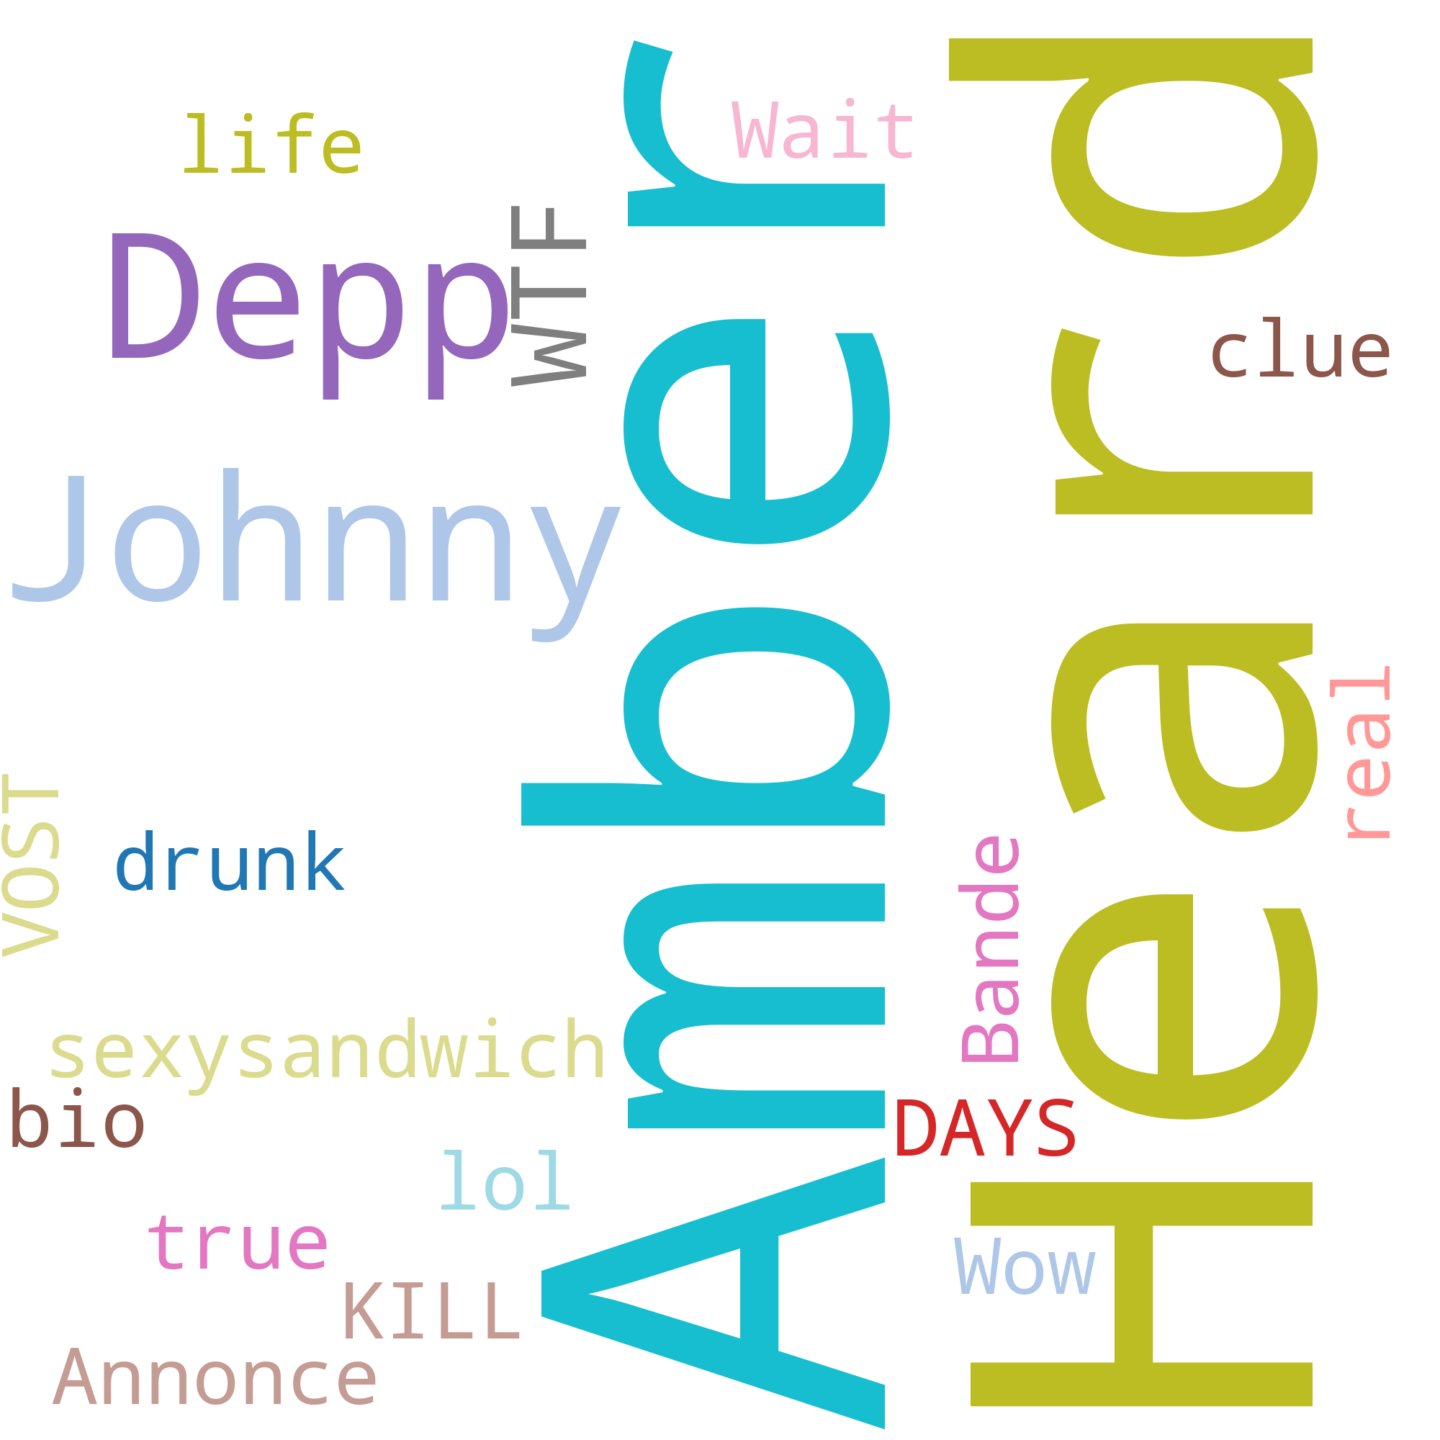 life
Wait
Depp
WTF
clue
Johnny
Amber
Heard
real
VOST
drunk
Bande
sexysandwich
bio
DAYS
lol
true
Wow
KILL
Annonce